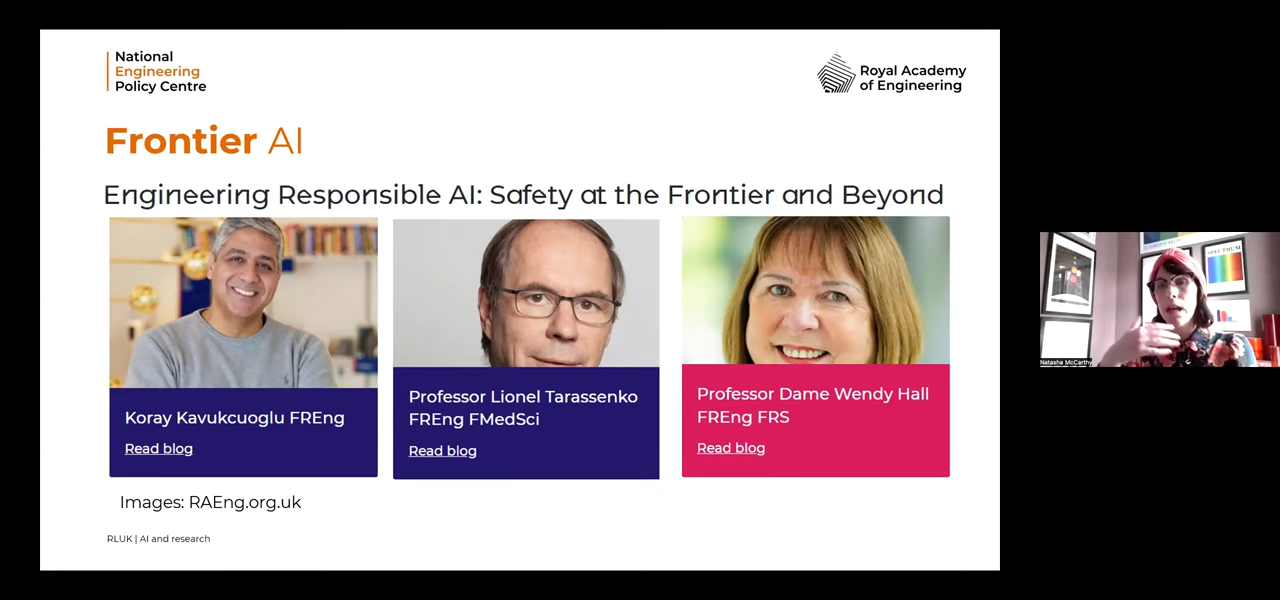 National
Engineering
Policy Centre
Royal Academy
of Engineering
Frontier AI
Engineering Responsible AI: Safety at the Frontier and Beyond
Koray Kavukcuoglu FREng
Read blog
Professor Lionel Tarassenko
FREng FMedSci
Read blog
Professor Dame Wendy Hall
FREng FRS
Read blog
Images: RAEng.org.uk
RLUK | AI and research
SPECTRUM
Natasha McCarthy